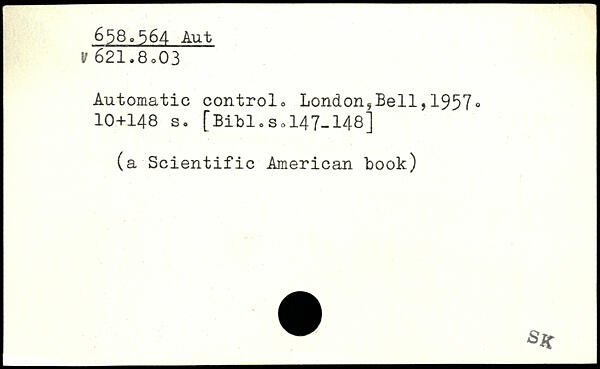 658.564 Aut
v 621.8.03
Automatic control. London,Bell,1957.
10+148 s. [Bibl.s.147-148]
(a Scientific American book)
SK